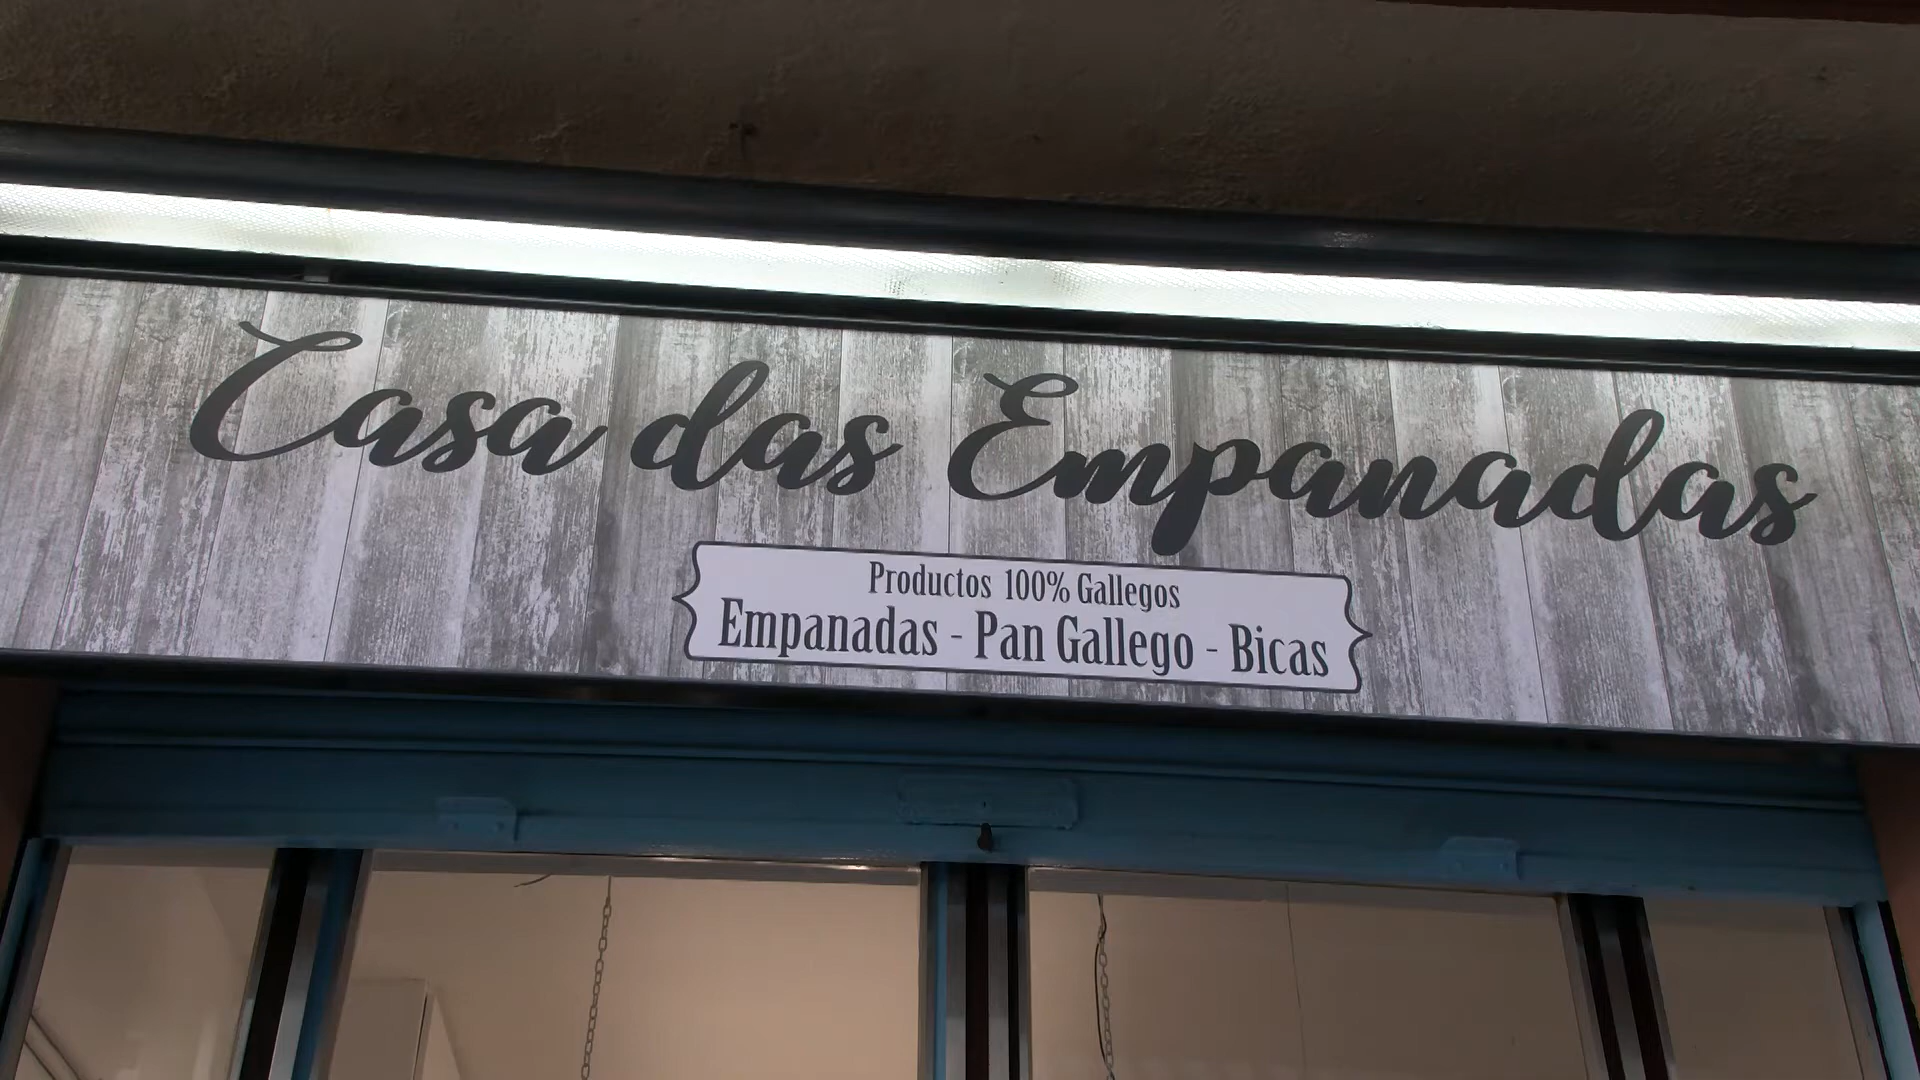 Casa das Empanadas
Productos 100% Gallegos
Empanadas - Pan Gallego - Bicas